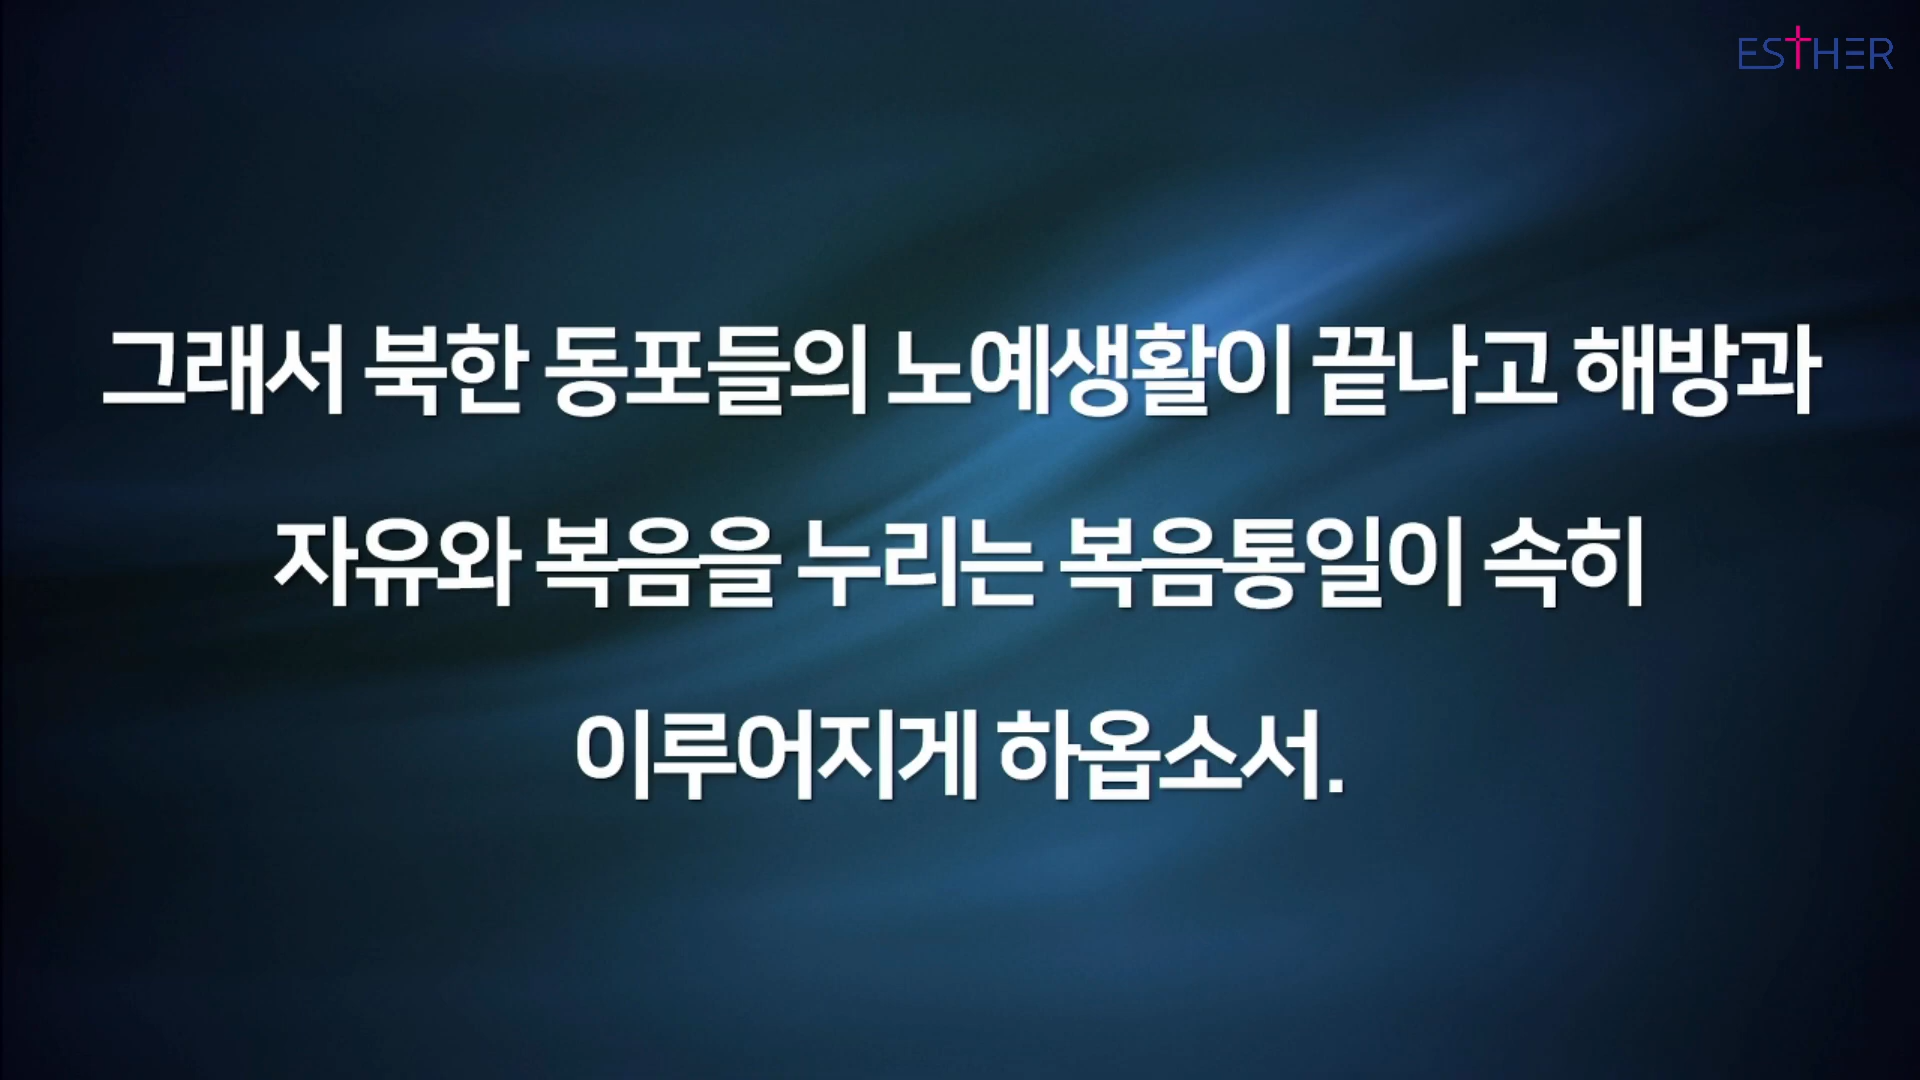 ESTHER
그래서 북한 동포들의 노예생활이 끝나고 해방과
자유와 복음을 누리는 복음통일이 속히
이루어지게 하옵소서.